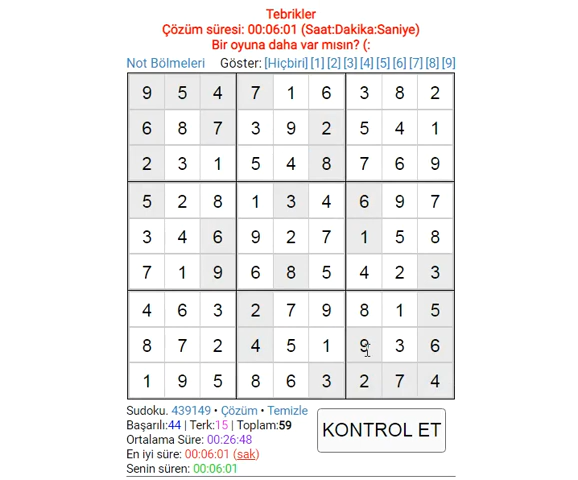 Tebrikler
Çözüm süresi: 00:06:01 (Saat:Dakika:Saniye)
Bir oyuna daha var mısın? (:
Not Bölmeleri Göster: [Hiçbiri] [1] [2] [3] [4] [5] [6] [7] [8] [9]
9 5 4 7 1 6 3 8 2
6 8 7 3 9 2 5 4 1
2 3 1 5 4 8 7 6 9
5 2 8 1 3 4 6 9 7
3 4 6 9 2 7 1 5 8
7 1 9 6 8 5 4 2 3
4 6 3 2 7 9 8 1 5
8 7 2 4 5 1 9 3 6
1 9 5 8 6 3 2 7 4
Sudoku. 439149 • Çözüm • Temizle
Başarılı:44 | Terk:15 | Toplam:59
Ortalama Süre: 00:26:48
En iyi süre: 00:06:01 (sak)
Senin süren: 00:06:01
KONTROL ET